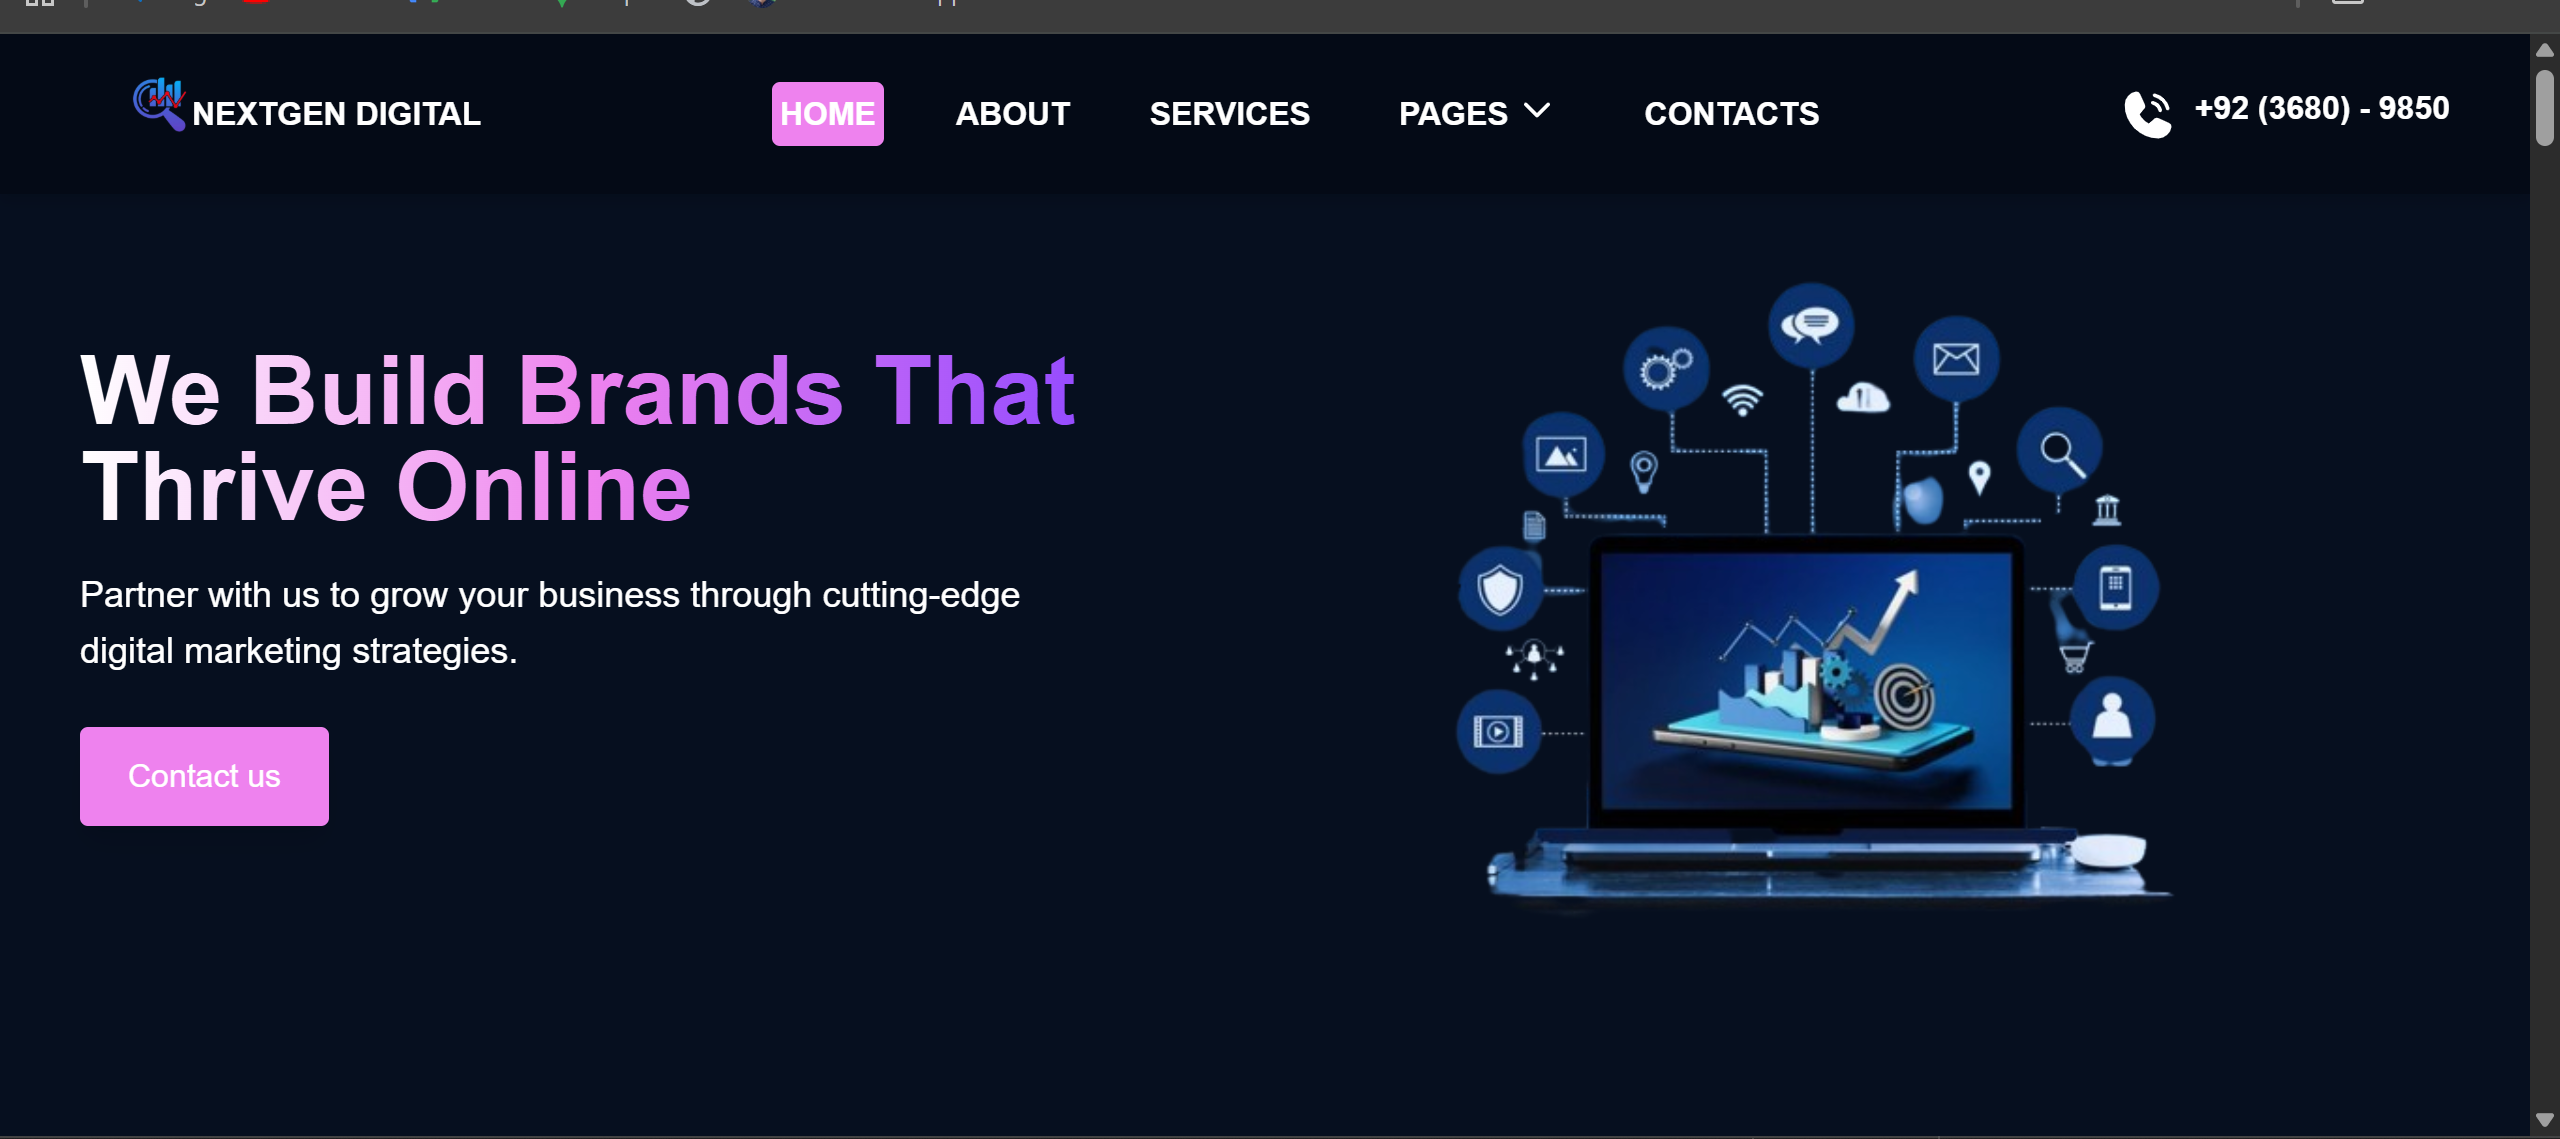 NEXTGEN DIGITAL
HOME
ABOUT
SERVICES
PAGES
CONTACTS
+92 (3680) - 9850
We Build Brands That
Thrive Online
Partner with us to grow your business through cutting-edge
digital marketing strategies.
Contact us